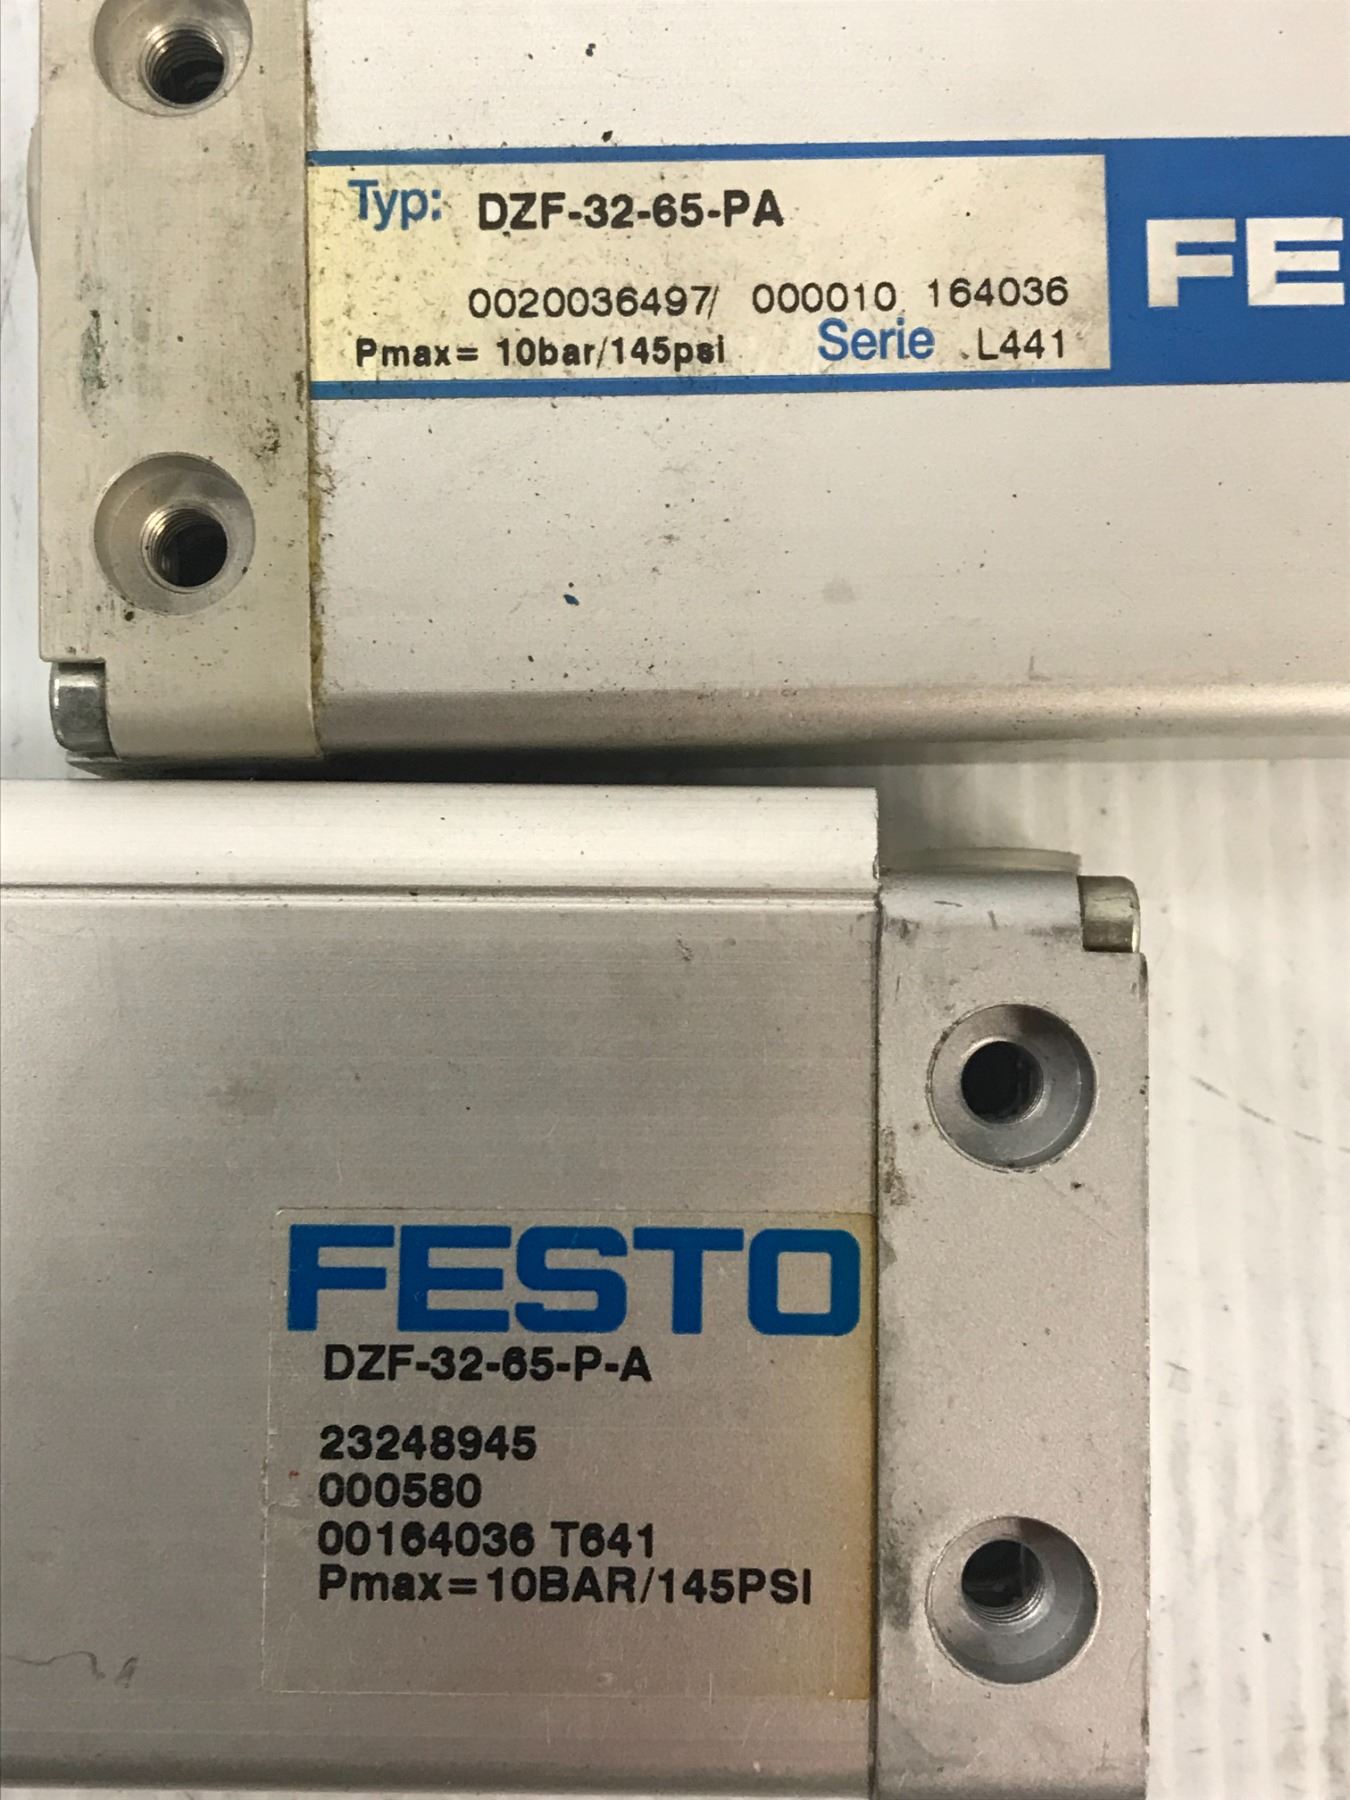 Typ: DZF-32-65-PA
0020036497/ 000010 164036
Pmax= 10bar/145psi Serie L441
FE
FESTO
DZF-32-65-P-A
23248945
000580
00164036 T641
Pmax=10BAR/145PSI